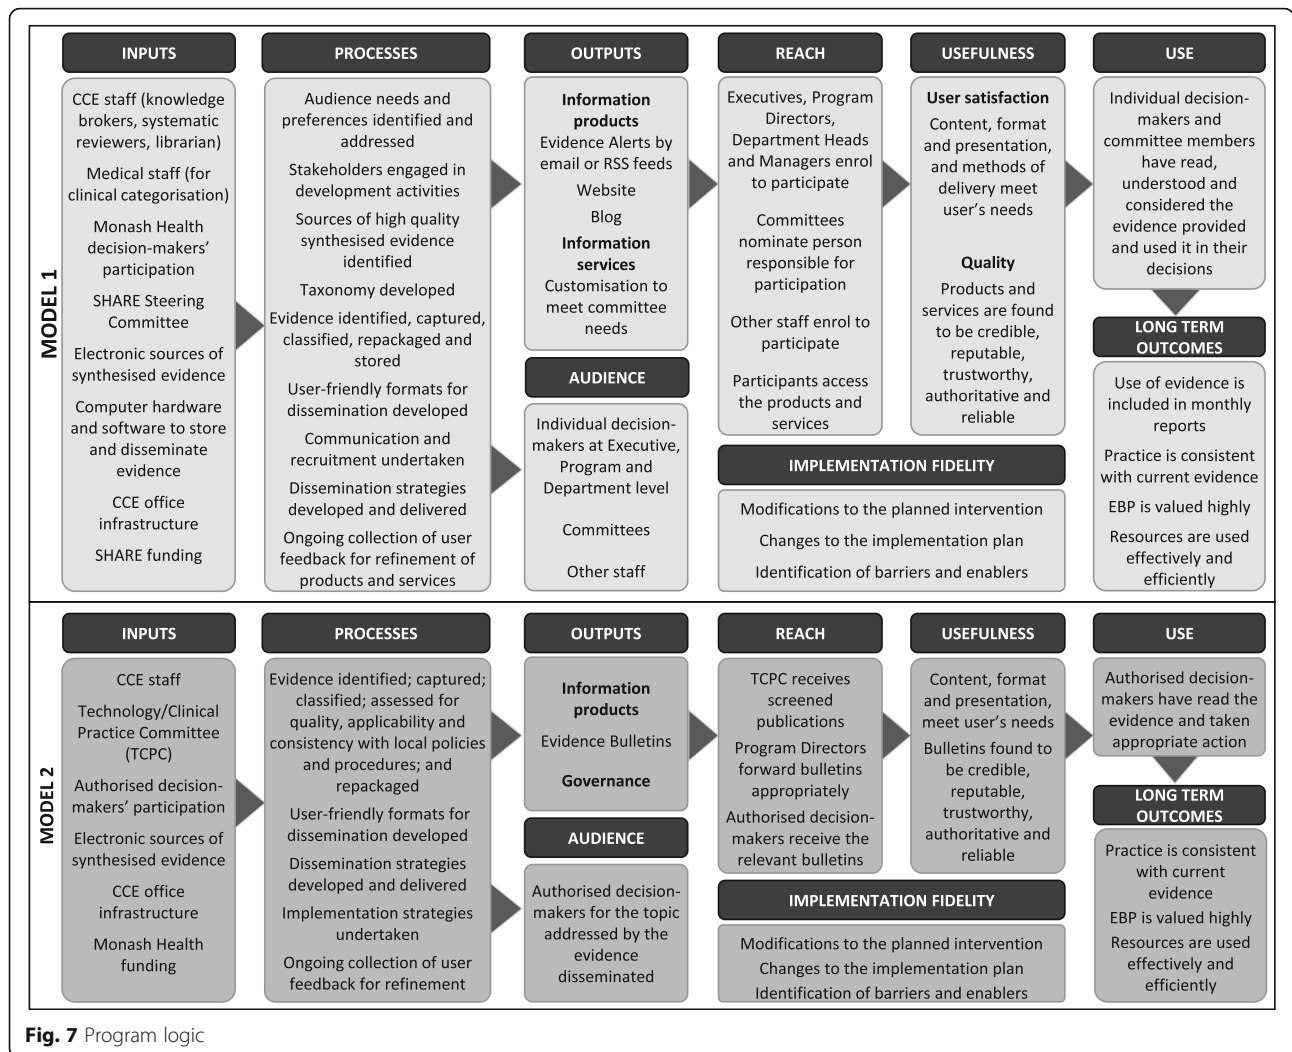 MODEL 1
INPUTS
CCE staff (knowledge
brokers, systematic
reviewers, librarian)
Medical staff (for
clinical categorisation)
Monash Health
decision-makers'
participation
SHARE Steering
Committee
Electronic sources of
synthesised evidence
Computer hardware
and software to store
and disseminate
evidence
CCE office
infrastructure
SHARE funding
PROCESSES
Audience needs and
preferences identified and
addressed
Stakeholders engaged in
development activities
Sources of high quality
synthesised evidence
identified
Taxonomy developed
Evidence identified, captured,
classified, repackaged and
stored
User-friendly formats for
dissemination developed
Communication and
recruitment undertaken
Dissemination strategies
developed and delivered
Ongoing collection of user
feedback for refinement of
products and services
OUTPUTS
Information
products
Evidence Alerts by
email or RSS feeds
Website
Blog
Information
services
Customisation to
meet committee
needs
AUDIENCE
Individual decision-
makers at Executive,
Program and
Department level
Committees
Other staff
REACH
Executives, Program
Directors,
Department Heads
and Managers enrol
to participate
Committees
nominate person
responsible for
participation
Other staff enrol to
participate
Participants access
the products and
services
USEFULNESS
User satisfaction
Content, format
and presentation,
and methods of
delivery meet
user's needs
Quality
Products and
services are found
to be credible,
reputable,
trustworthy,
authoritative and
reliable
IMPLEMENTATION FIDELITY
Modifications to the planned intervention
Changes to the implementation plan
Identification of barriers and enablers
USE
Individual decision-
makers and
committee members
have read,
understood and
considered the
evidence provided
and used it in their
decisions
LONG TERM
OUTCOMES
Use of evidence is
included in monthly
reports
Practice is consistent
with current evidence
EBP is valued highly
Resources are used
effectively and
efficiently
MODEL 2
INPUTS
CCE staff
Technology/Clinical
Practice Committee
(TCPC)
Authorised decision-
makers' participation
Electronic sources of
synthesised evidence
CCE office
infrastructure
Monash Health
funding
PROCESSES
Evidence identified; captured;
classified; assessed for
quality, applicability and
consistency with local policies
and procedures; and
repackaged
User-friendly formats for
dissemination developed
Dissemination strategies
developed and delivered
Implementation strategies
undertaken
Ongoing collection of user
feedback for refinement
OUTPUTS
Information
products
Evidence Bulletins
Governance
AUDIENCE
Authorised decision-
makers for the topic
addressed by the
evidence
disseminated
REACH
TCPC receives
screened
publications
Program Directors
forward bulletins
appropriately
Authorised decision-
makers receive the
relevant bulletins
USEFULNESS
Content, format
and presentation,
meet user's needs
Bulletins found to
be credible,
reputable,
trustworthy,
authoritative and
reliable
IMPLEMENTATION FIDELITY
Modifications to the planned intervention
Changes to the implementation plan
Identification of barriers and enablers
USE
Authorised decision-
makers have read the
evidence and taken
appropriate action
LONG TERM
OUTCOMES
Practice is consistent
with current
evidence
EBP is valued highly
Resources are used
effectively and
efficiently
Fig. 7 Program logic